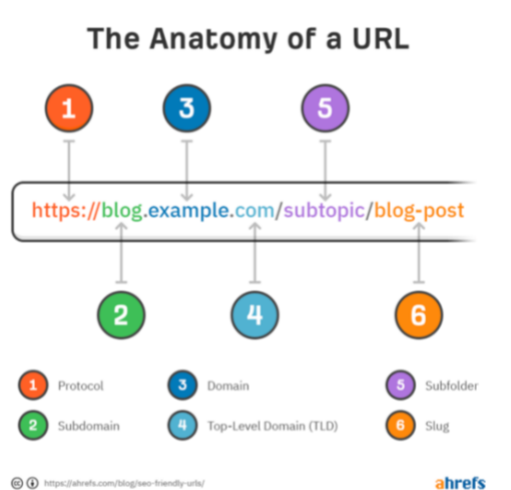 The Anatomy of a URL
1 3 5
https://blog.example.com/subtopic/blog-post
2 4 6
1 Protocol 3 Domain 5 Subfolder
2 Subdomain 4 Top-Level Domain (TLD) 6 Slug
https://ahrefs.com/blog/seo-friendly-urls/ ahrefs